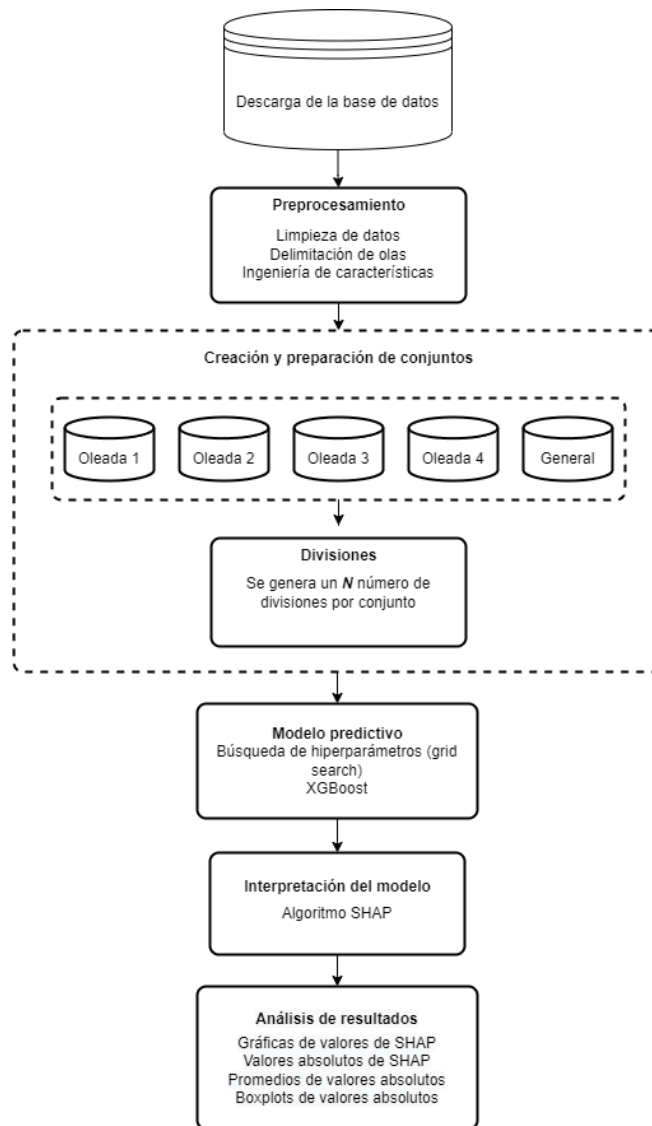 Descarga de la base de datos
Preprocesamiento
Limpieza de datos
Delimitación de olas
Ingeniería de características
Creación y preparación de conjuntos
Oleada 1
Oleada 2
Oleada 3
Oleada 4
General
Divisiones
Se genera un N número de
divisiones por conjunto
Modelo predictivo
Búsqueda de hiperparámetros (grid
search)
XGBoost
Interpretación del modelo
Algoritmo SHAP
Análisis de resultados
Gráficas de valores de SHAP
Valores absolutos de SHAP
Promedios de valores absolutos
Boxplots de valores absolutos